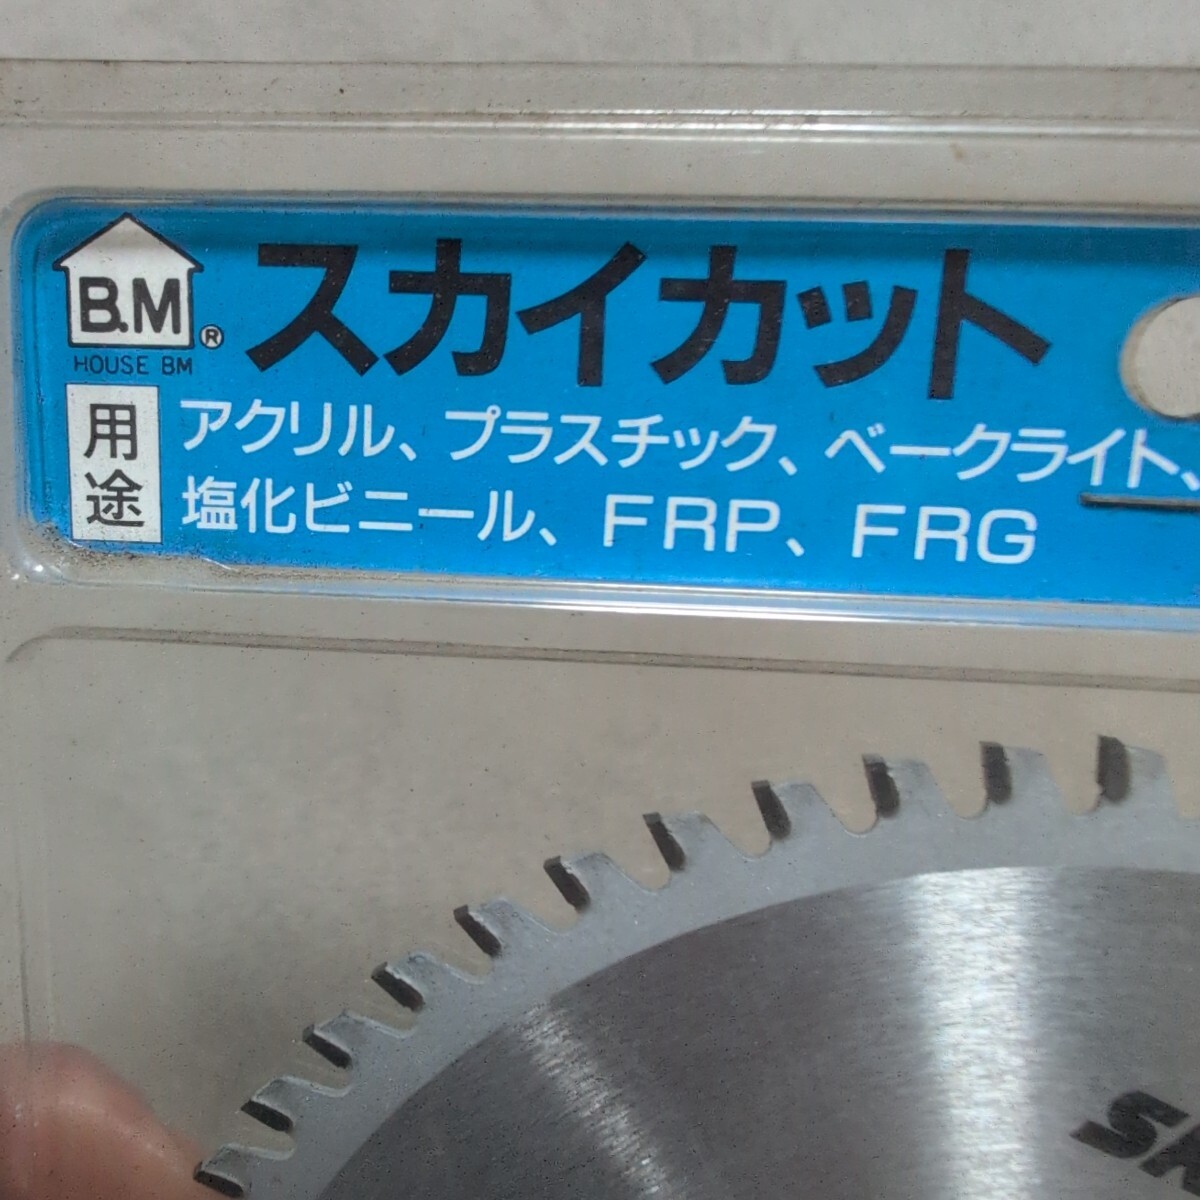 B.M®
HOUSE BM
スカイカット
用途
アクリル、プラスチック、ベークライト、
塩化ビニール、FRP、FRG